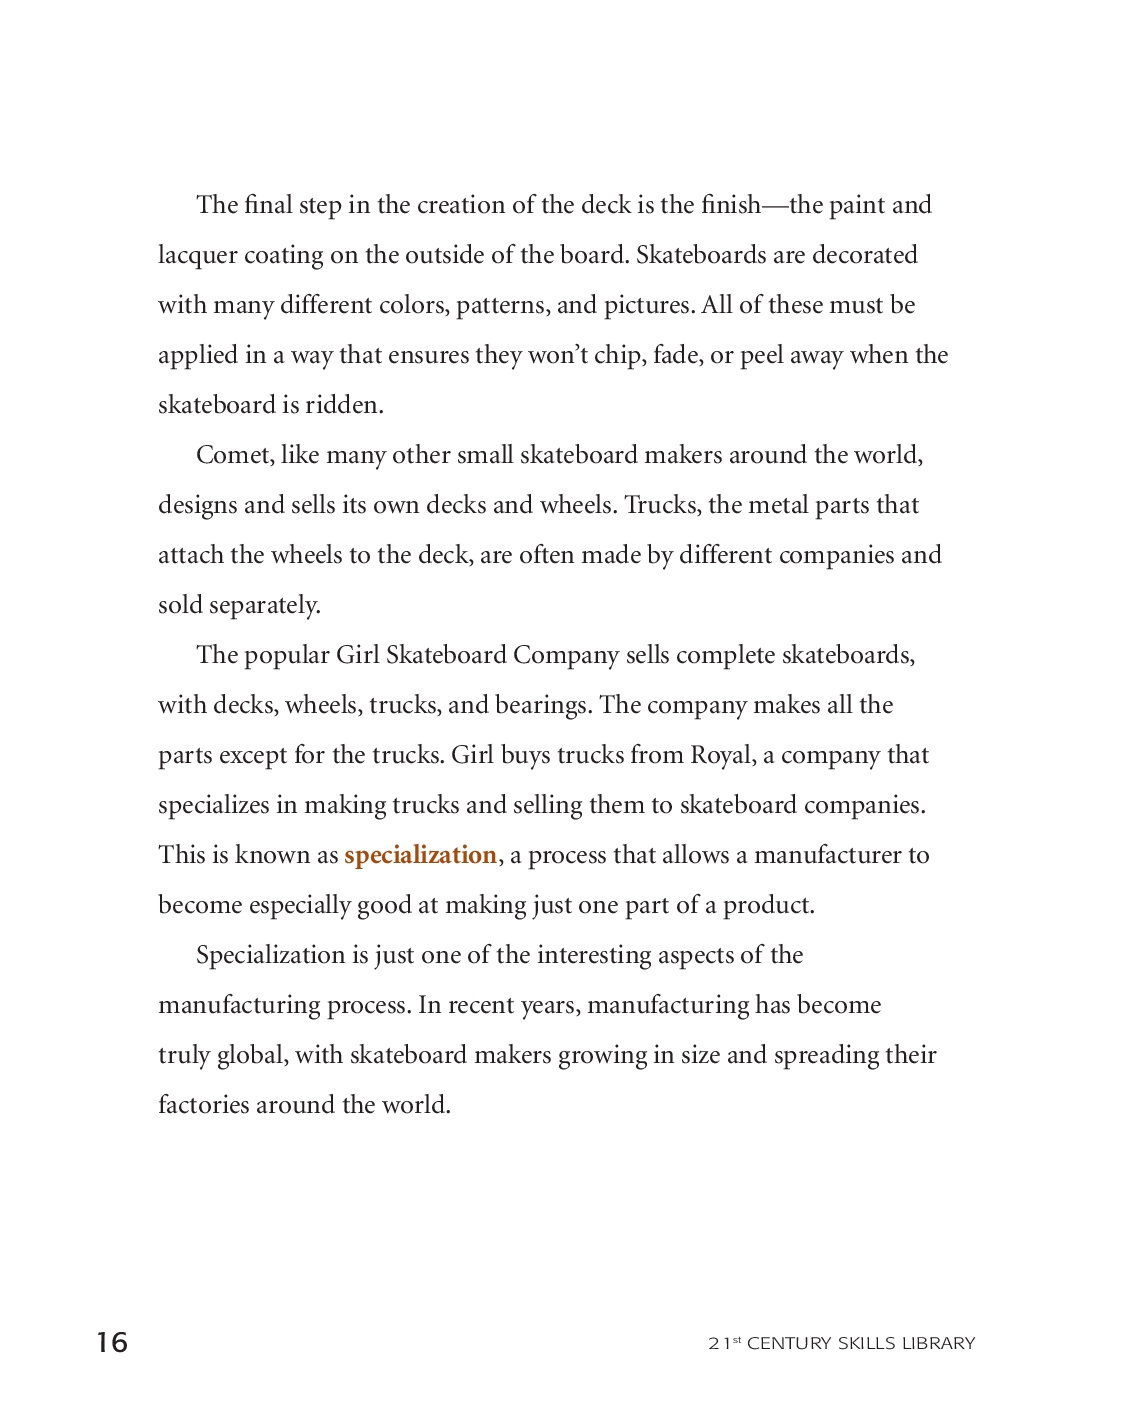 The final step in the creation of the deck is the finish—the paint and
lacquer coating on the outside of the board. Skateboards are decorated
with many different colors, patterns, and pictures. All of these must be
applied in a way that ensures they won’t chip, fade, or peel away when the
skateboard is ridden.
Comet, like many other small skateboard makers around the world,
designs and sells its own decks and wheels. Trucks, the metal parts that
attach the wheels to the deck, are often made by different companies and
sold separately.
The popular Girl Skateboard Company sells complete skateboards,
with decks, wheels, trucks, and bearings. The company makes all the
parts except for the trucks. Girl buys trucks from Royal, a company that
specializes in making trucks and selling them to skateboard companies.
This is known as specialization, a process that allows a manufacturer to
become especially good at making just one part of a product.
Specialization is just one of the interesting aspects of the
manufacturing process. In recent years, manufacturing has become
truly global, with skateboard makers growing in size and spreading their
factories around the world.
16
21st CENTURY SKILLS LIBRARY